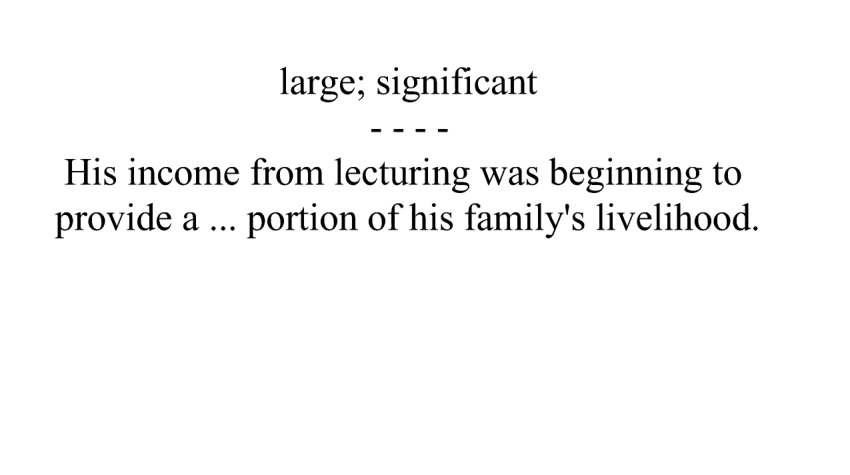 large; significant
- - - -
His income from lecturing was beginning to
provide a ... portion of his family's livelihood.